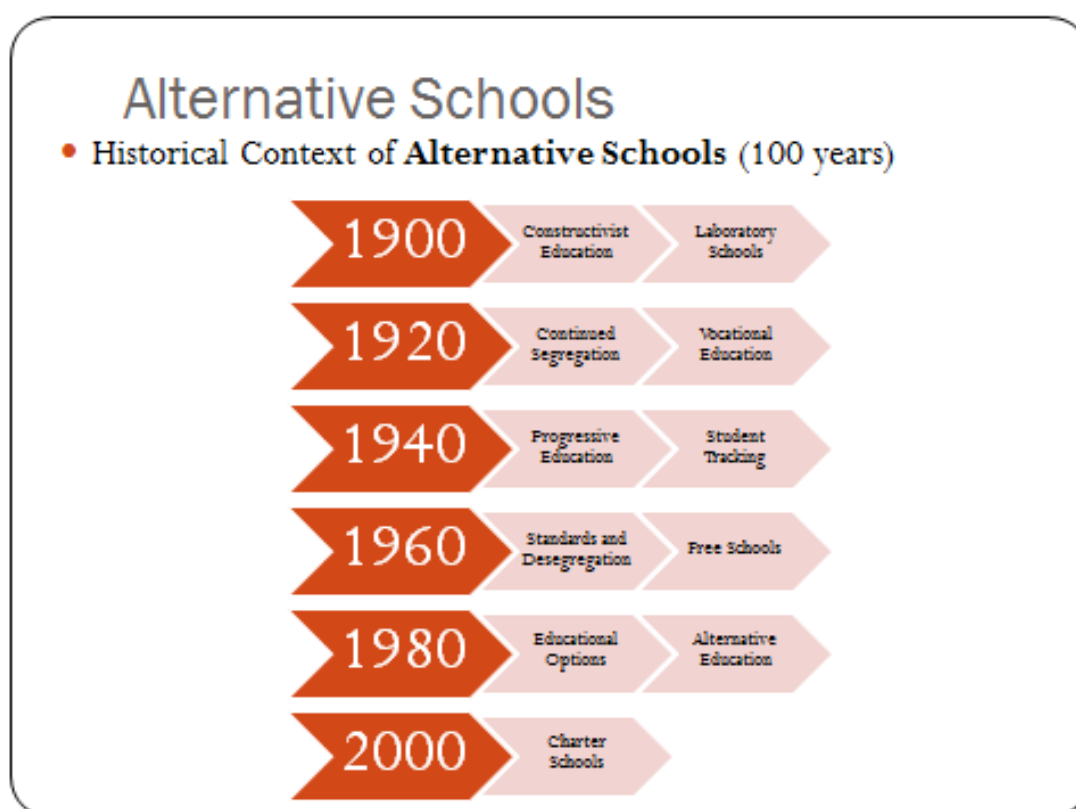 Alternative Schools
• Historical Context of Alternative Schools (100 years)
1900
Constructivist
Education
Laboratory
Schools
1920
Continued
Segregation
Vocational
Education
1940
Progressive
Education
Student
Tracking
1960
Standards and
Desegregation
Free Schools
1980
Educational
Options
Alternative
Education
2000
Charter
Schools